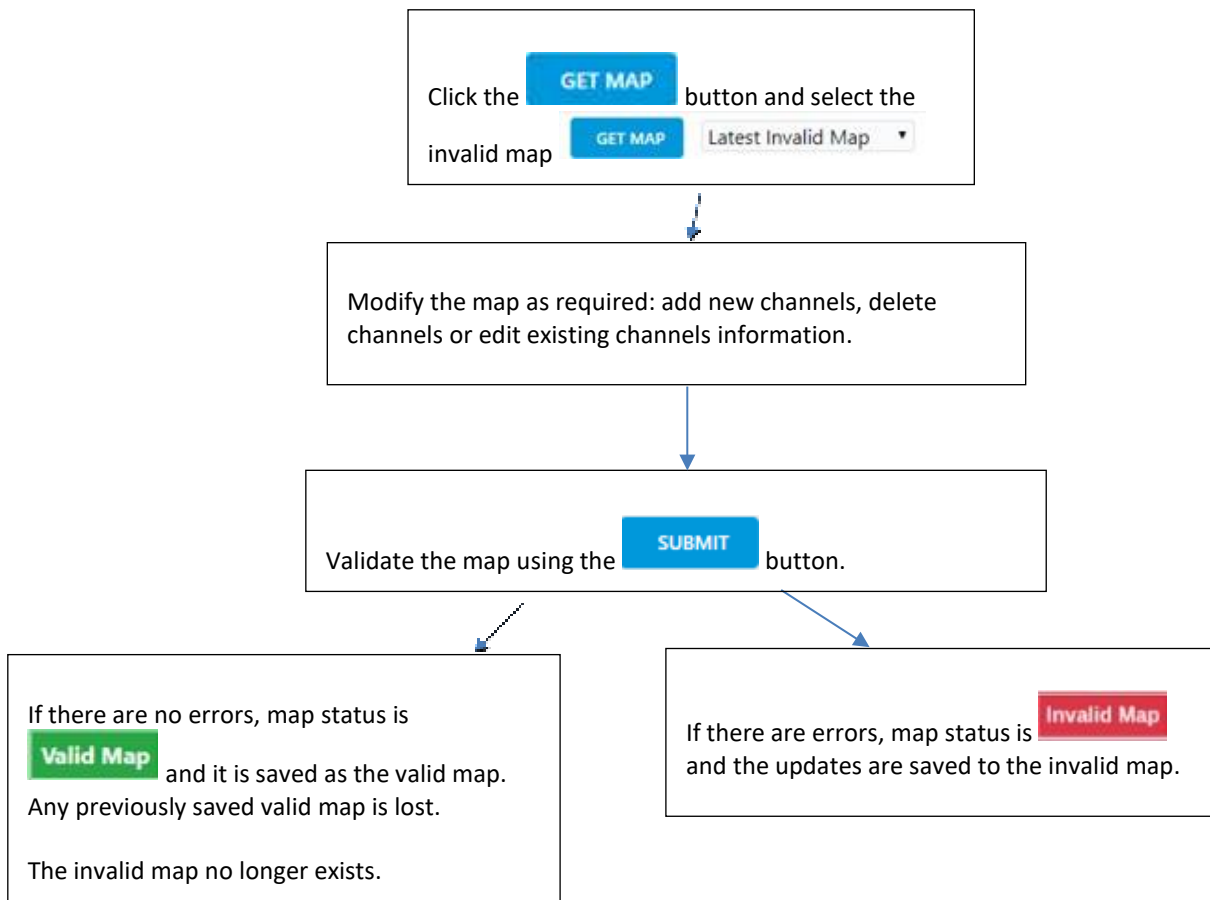 Click the GET MAP button and select the
invalid map GET MAP Latest Invalid Map
Modify the map as required: add new channels, delete
channels or edit existing channels information.
Validate the map using the SUBMIT button.
If there are no errors, map status is
Valid Map and it is saved as the valid map.
Any previously saved valid map is lost.
The invalid map no longer exists.
If there are errors, map status is Invalid Map
and the updates are saved to the invalid map.